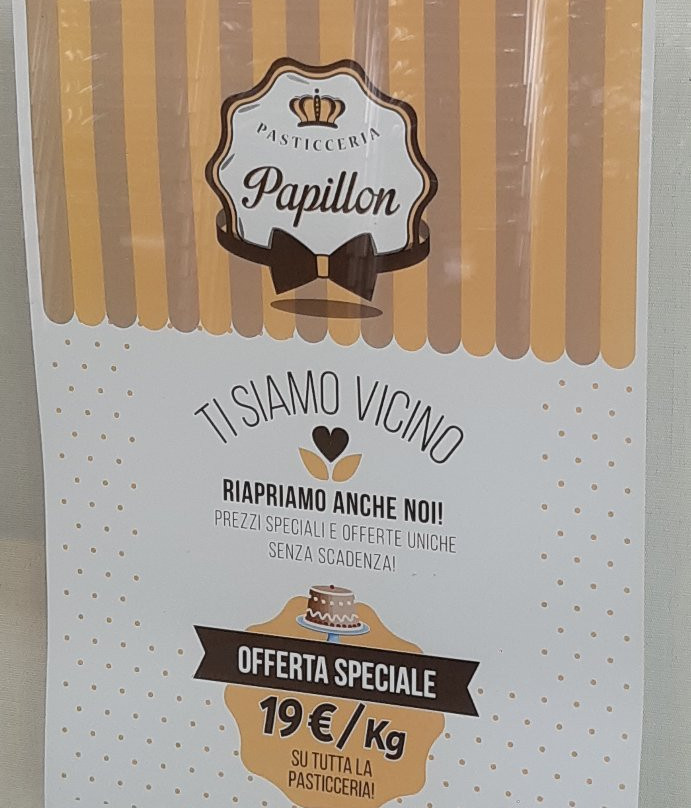 PASTICCERIA
Papillon
TI SIAMO VICINO
RIAPRIAMO ANCHE NOI!
PREZZI SPECIALI E OFFERTE UNICHE
SENZA SCADENZA!
OFFERTA SPECIALE
19€/Kg
SU TUTTA LA
PASTICCERIA!